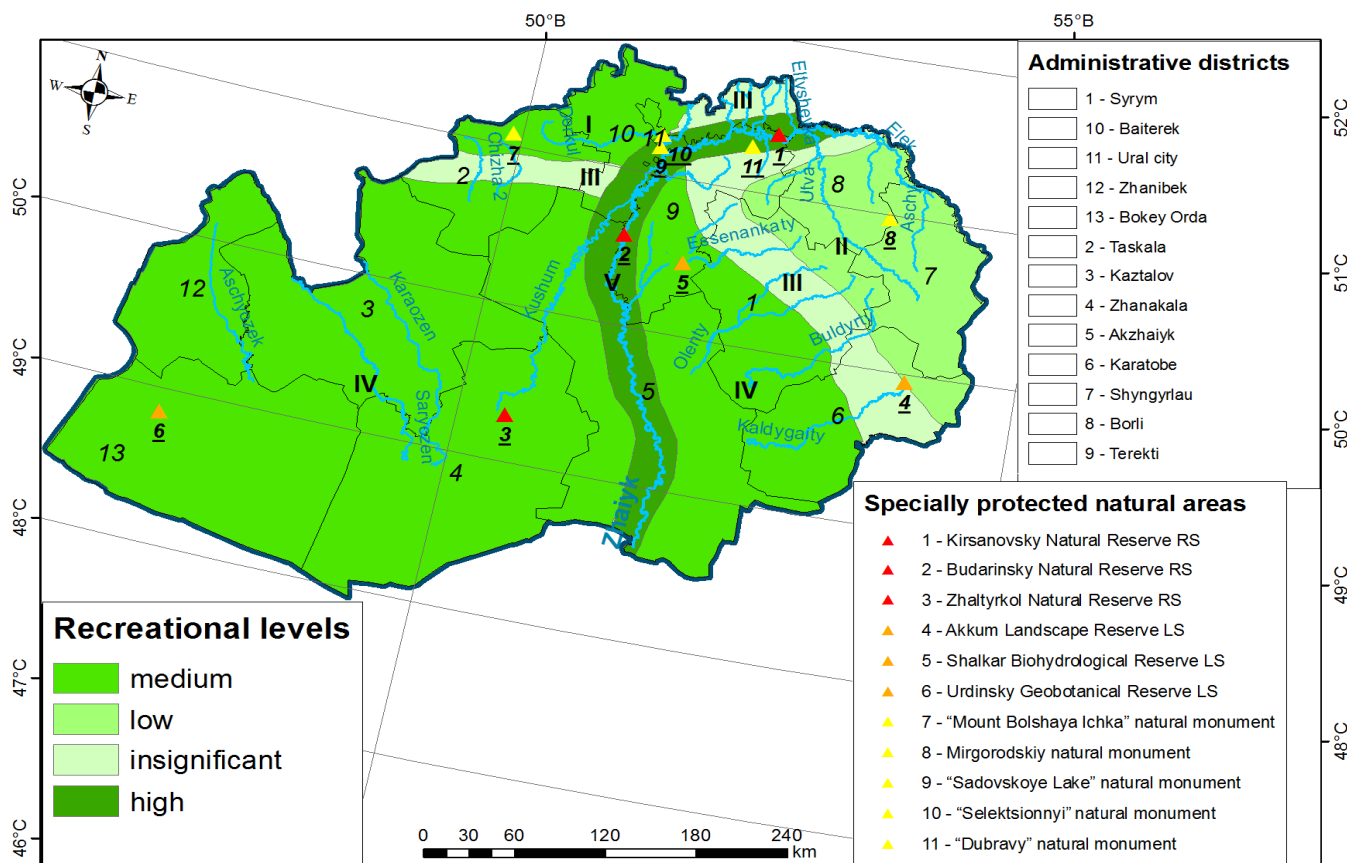 50°В
55°В
N
W
E
S
52°С
51°С
50°С
49°С
48°С
50°С
49°С
48°С
47°С
46°С
Administrative districts
1 - Syrym
10 - Baiterek
11 - Ural city
12 - Zhanibek
13 - Bokey Orda
2 - Taskala
3 - Kaztalov
4 - Zhanakala
5 - Akzhaiyk
6 - Karatobe
7 - Shyngyrlau
8 - Borli
9 - Terekti
III
Eltyshevka
I
Derkul
10
11
7
Chizha-2
9
10
1
11
Elek
2
III
Utva
8
Aschy
9
Essenankaty
8
2
V
5
II
7
12
Aschyozek
3
Karaozen
Kushum
1
III
Olenty
Buldyrty
IV
Saryozen
5
IV
4
6
3
6
Kaldygaity
13
4
Zhaiyk
Specially protected natural areas
1 - Kirsanovsky Natural Reserve RS
2 - Budarinsky Natural Reserve RS
3 - Zhaltyrkol Natural Reserve RS
4 - Akkum Landscape Reserve LS
5 - Shalkar Biohydrological Reserve LS
6 - Urdinsky Geobotanical Reserve LS
7 - “Mount Bolshaya Ichka” natural monument
8 - Mirgorodskiy natural monument
9 - “Sadovskoye Lake” natural monument
10 - “Selektsionnyi” natural monument
11 - “Dubravy” natural monument
Recreational levels
medium
low
insignificant
high
0 30 60 120 180 240
km